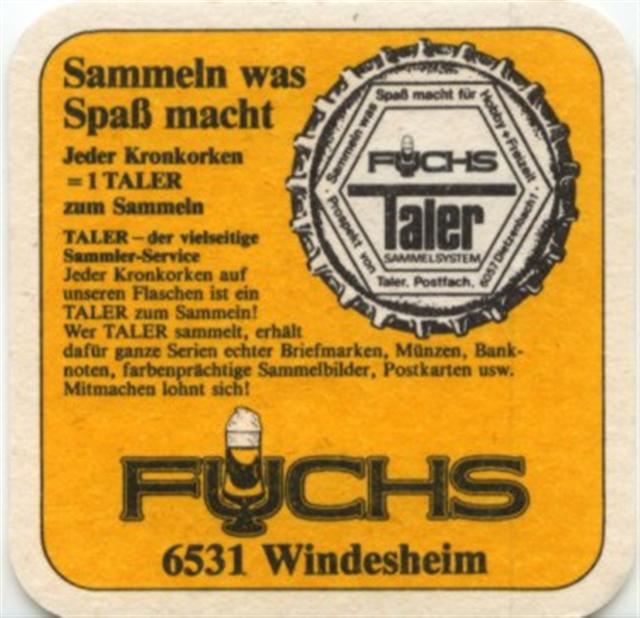 Sammeln was
Spaß macht
Jeder Kronkorken
= 1 TALER
zum Sammeln
TALER – der vielseitige
Sammler-Service
Jeder Kronkorken auf
unseren Flaschen ist ein
TALER zum Sammeln!
Wer TALER sammelt, erhält
dafür ganze Serien echter Briefmarken, Münzen, Bank-
noten, farbenprächtige Sammelbilder, Postkarten usw.
Mitmachen lohnt sich!
· Sammeln was Spaß macht für Hobby + Freizeit ·
FUCHS
Taler
SAMMELSYSTEM
Prospekt von Taler, Postfach, 6057 Dietzenbach 1
FUCHS
6531 Windesheim